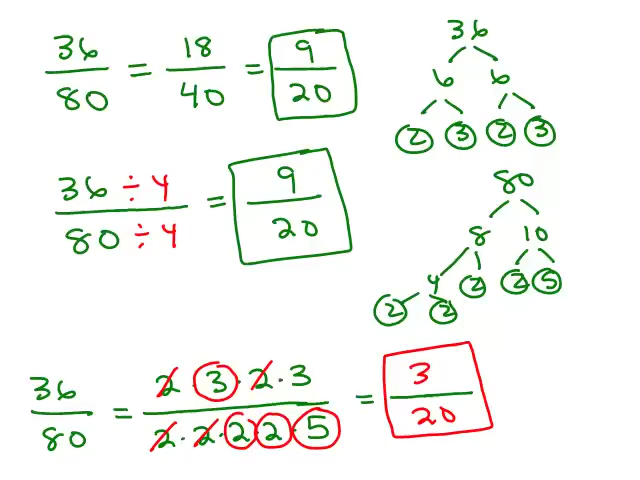 36/80 = 18/40 = 9/20
36 ÷ 4 / 80 ÷ 4 = 9/20
36/80 = 2 · 3 · 2 · 3 / 2 · 2 · 2 · 2 · 5 = 3/20
36
6 6
2 3 2 3
80
8 10
4 2 2 5
2 2